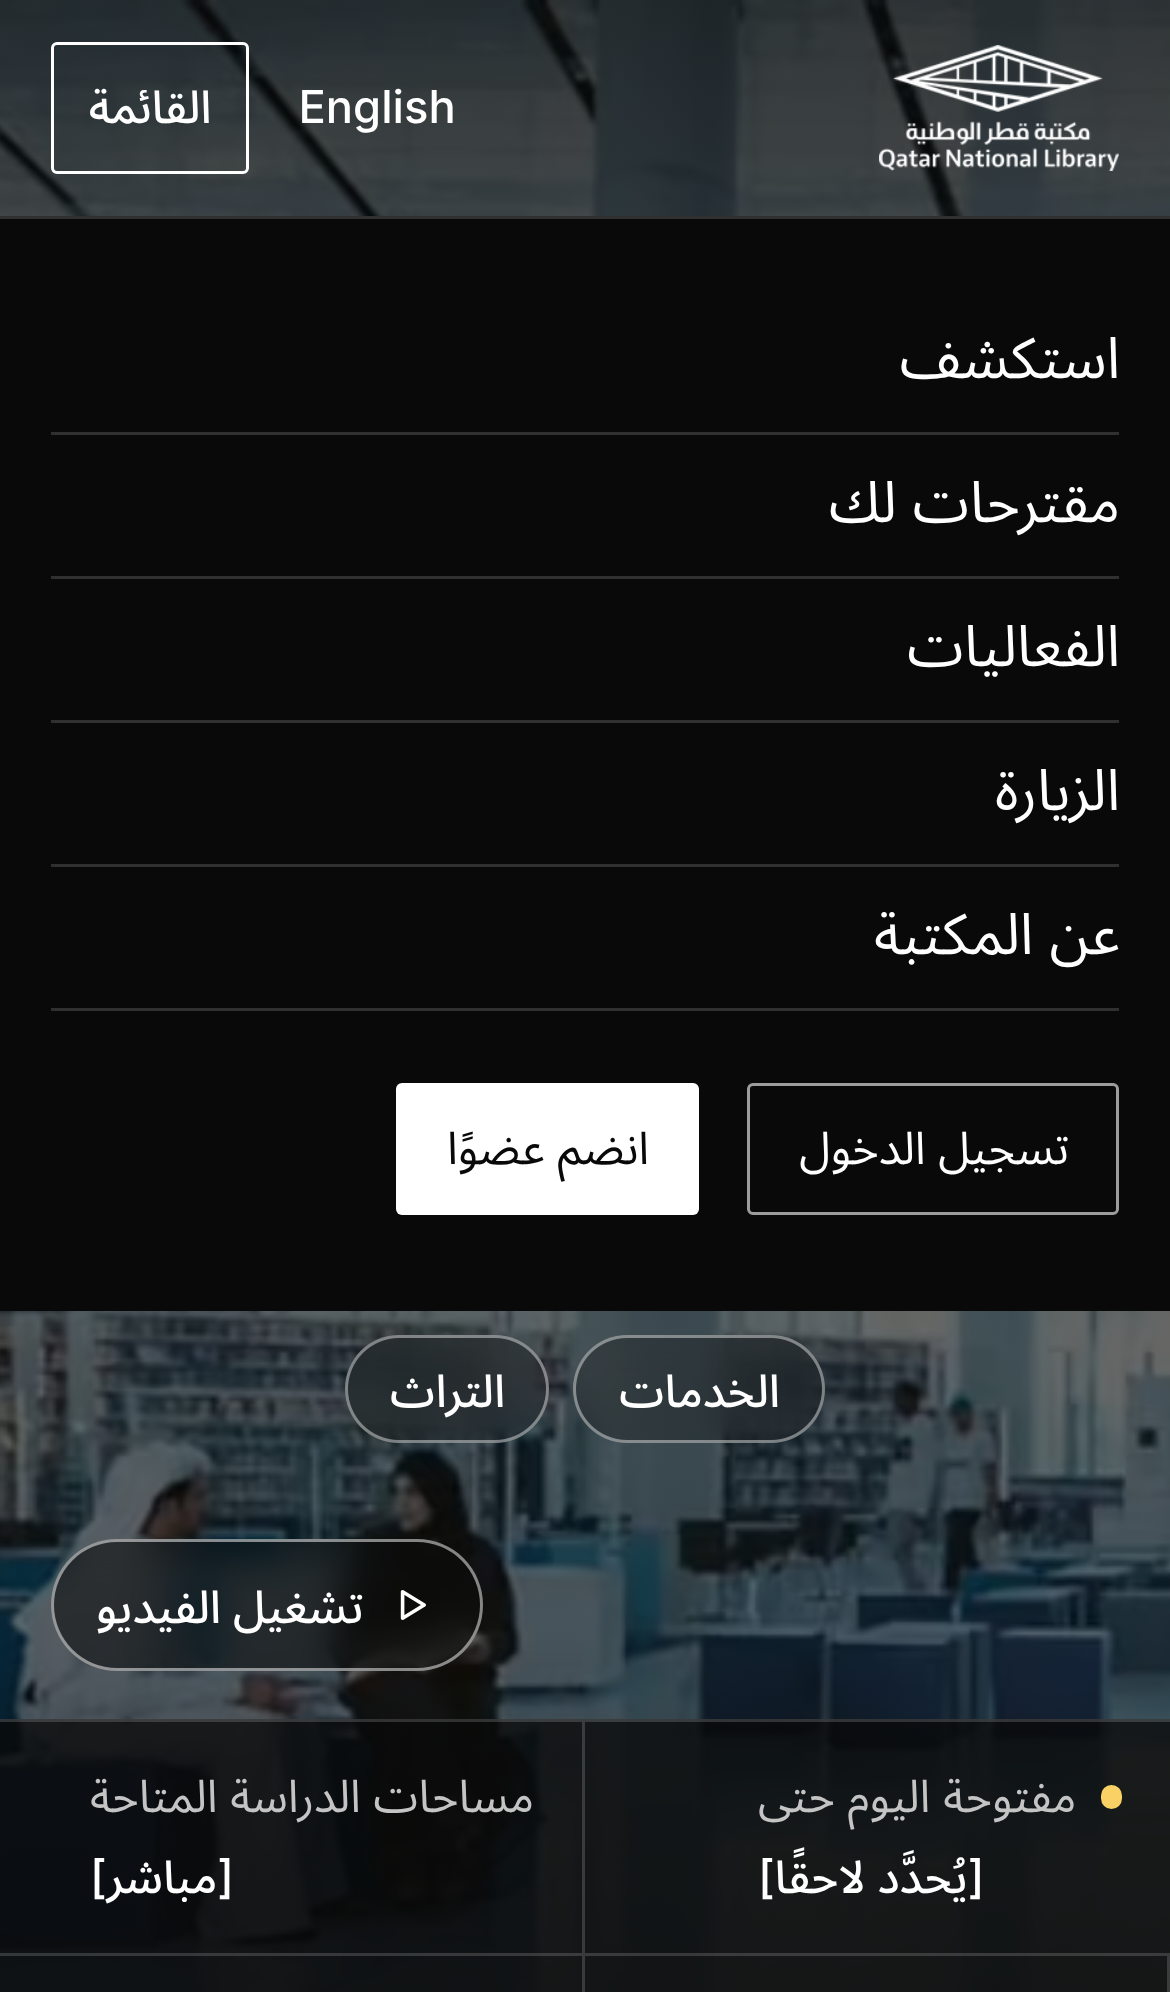 مكتبة قطر الوطنية
Qatar National Library
English
القائمة
استكشف
مقترحات لك
الفعاليات
الزيارة
عن المكتبة
تسجيل الدخول
انضم عضوًا
الخدمات
التراث
تشغيل الفيديو
مفتوحة اليوم حتى
[يُحدَّد لاحقًا]
مساحات الدراسة المتاحة
[مباشر]